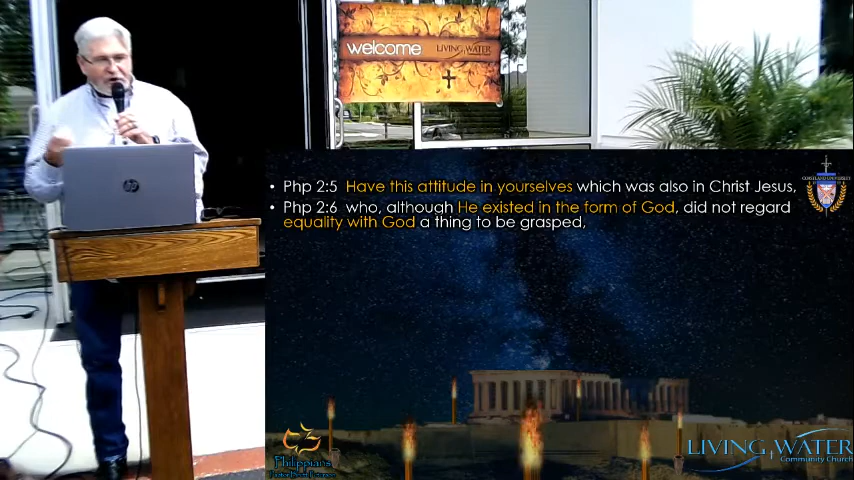 welcome LIVING WATER
• Php 2:5 Have this attitude in yourselves which was also in Christ Jesus,
• Php 2:6 who, although He existed in the form of God, did not regard
equality with God a thing to be grasped,
hp
Philippians
LIVING WATER
Community Church